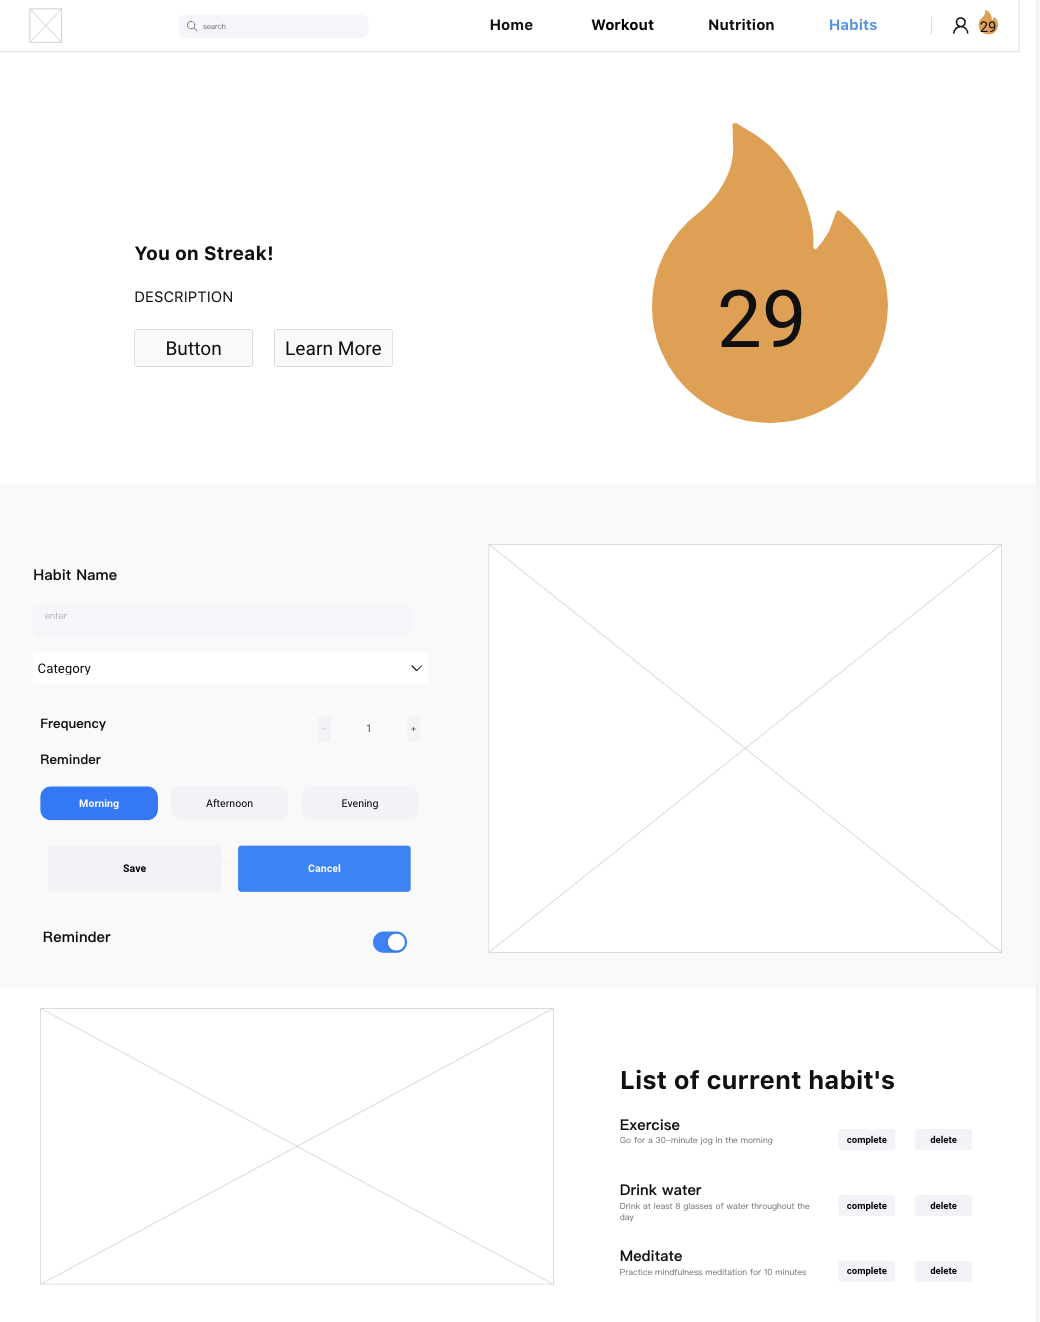 search
Home
Workout
Nutrition
Habits
29
You on Streak!
DESCRIPTION
Button
Learn More
29
Habit Name
enter
Category
Frequency
-
1
+
Reminder
Morning
Afternoon
Evening
Save
Cancel
Reminder
List of current habit's
Exercise
Go for a 30-minute jog in the morning
complete
delete
Drink water
Drink at least 8 glasses of water throughout the
day
complete
delete
Meditate
Practice mindfulness meditation for 10 minutes
complete
delete